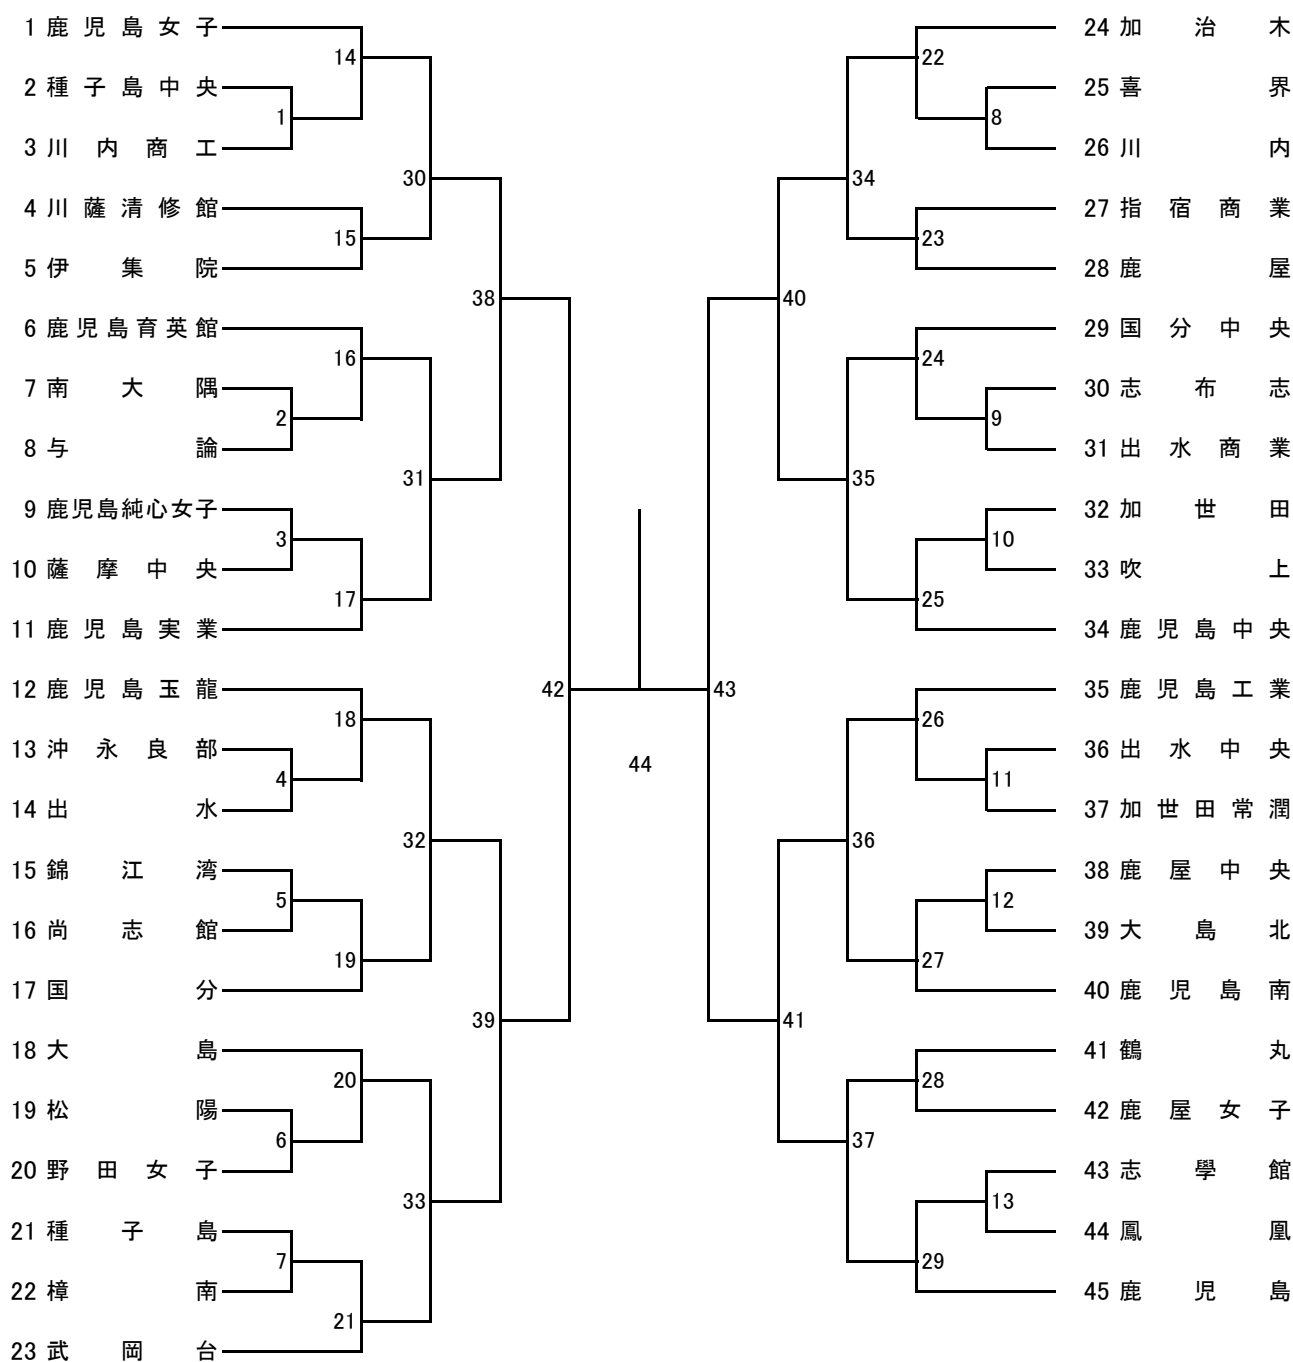 1 鹿児島女子
14
2 種子島中央
1
3 川内商工
30
4 川薩清修館
15
5 伊集院
38
6 鹿児島育英館
16
7 南大隅
2
8 与論
31
9 鹿児島純心女子
3
10 薩摩中央
17
11 鹿児島実業
12 鹿児島玉龍
42
18
13 沖永良部
4
14 出水
32
15 錦江湾
5
16 尚志館
19
17 国分
39
18 大島
20
19 松陽
6
20 野田女子
33
21 種子島
7
22 樟南
21
23 武岡台
44
24 加治木
22
25 喜界
8
26 川内
34
27 指宿商業
23
28 鹿屋
40
29 国分中央
24
30 志布志
9
31 出水商業
35
32 加世田
10
33 吹上
25
34 鹿児島中央
43
35 鹿児島工業
26
36 出水中央
11
37 加世田常潤
36
38 鹿屋中央
12
39 大島北
27
40 鹿児島南
41
41 鶴丸
28
42 鹿屋女子
37
43 志學館
13
44 鳳凰
29
45 鹿児島